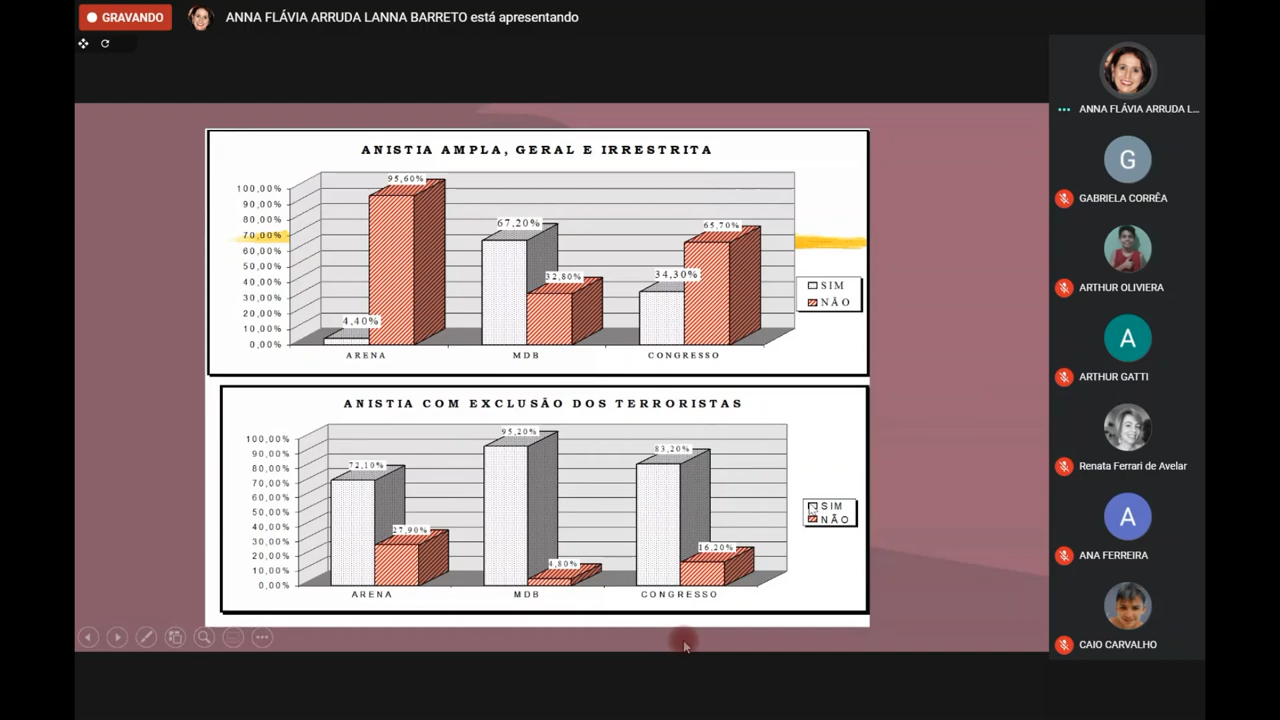 GRAVANDO
ANNA FLÁVIA ARRUDA LANNA BARRETO está apresentando
ANNA FLÁVIA ARRUDA L...
GABRIELA CORRÊA
G
ARTHUR OLIVIERA
A
ARTHUR GATTI
Renata Ferrari de Avelar
A
ANA FERREIRA
CAIO CARVALHO
ANISTIA AMPLA, GERAL E IRRESTRITA
100,00%
90,00%
80,00%
70,00%
60,00%
50,00%
40,00%
30,00%
20,00%
10,00%
0,00%
4,40%
95,60%
67,20%
32,80%
34,30%
65,70%
ARENA
MDB
CONGRESSO
SIM
NÃO
ANISTIA COM EXCLUSÃO DOS TERRORISTAS
100,00%
90,00%
80,00%
70,00%
60,00%
50,00%
40,00%
30,00%
20,00%
10,00%
0,00%
72,10%
27,90%
95,20%
4,80%
83,20%
16,20%
ARENA
MDB
CONGRESSO
SIM
NÃO